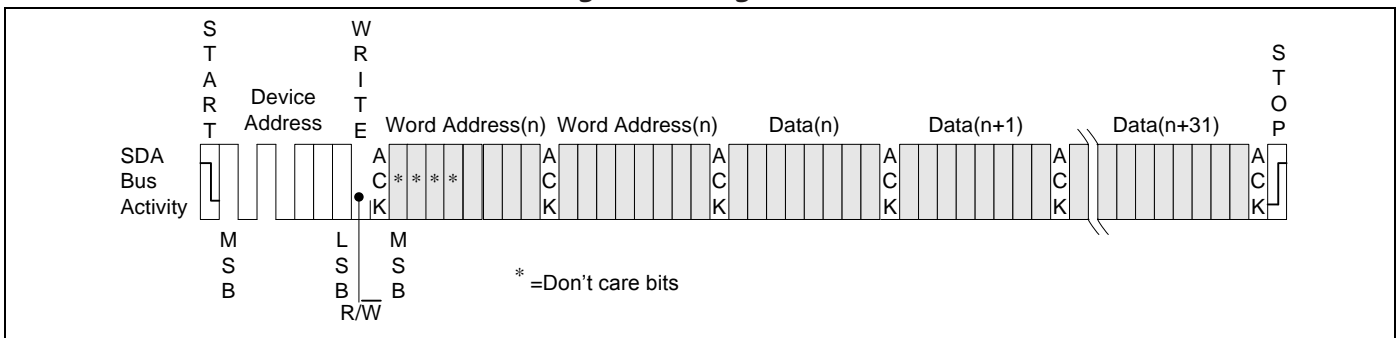 START
WRITE
STOP
Device
Address
Word Address(n) Word Address(n) Data(n) Data(n+1) Data(n+31)
SDA
Bus
Activity
ACK * * * * ACK ACK ACK ACK ACK
MSB
LSB
MSB
R/W
* =Don't care bits